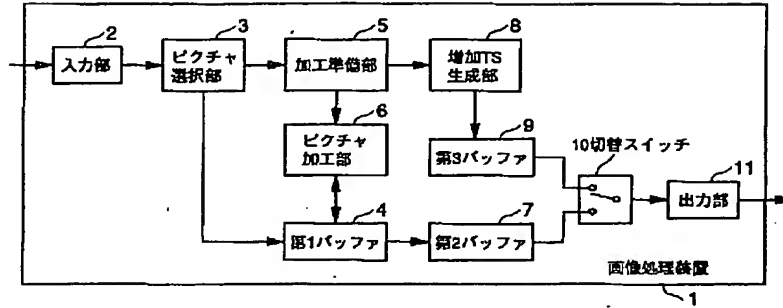 2
入力部
3
ピクチャ
選択部
5
加工準備部
8
増加TS
生成部
6
ピクチャ
加工部
9
第3バッファ
10切替スイッチ
4
第1バッファ
7
第2バッファ
11
出力部
画像処理装置
1